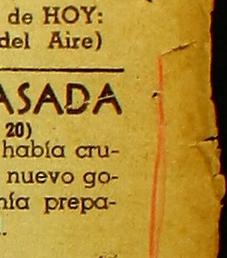 de HOY:
del Aire)
ASADA
20)
había cru-
nuevo go-
nía prepa-
..